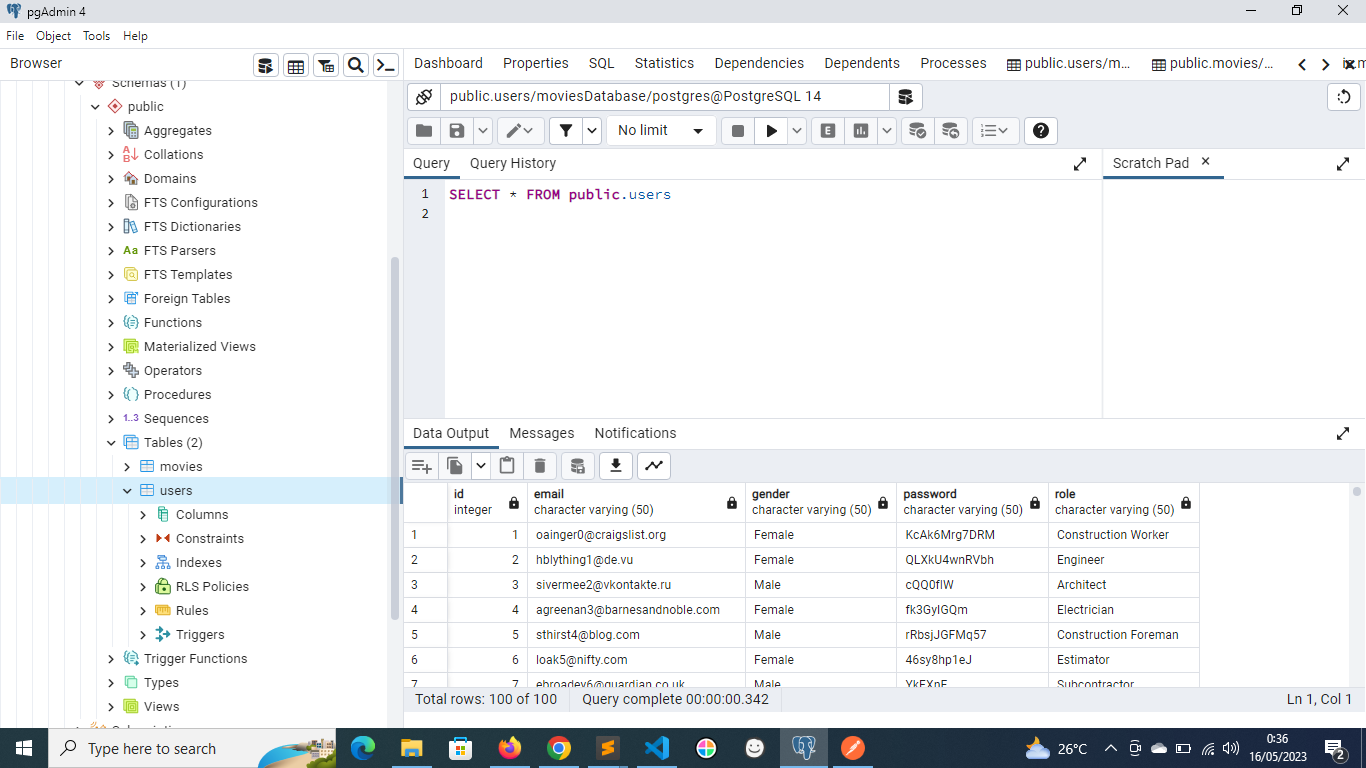 pgAdmin 4
File Object Tools Help
Browser
Dashboard Properties SQL Statistics Dependencies Dependents Processes public.users/m... public.movies/...
Schemas (1)
public
Aggregates
Collations
Domains
FTS Configurations
FTS Dictionaries
Aa FTS Parsers
FTS Templates
Foreign Tables
Functions
Materialized Views
Operators
Procedures
1..3 Sequences
Tables (2)
movies
users
Columns
Constraints
Indexes
RLS Policies
Rules
Triggers
Trigger Functions
Types
Views
public.users/moviesDatabase/postgres@PostgreSQL 14
No limit
E
Query Query History
Scratch Pad
1 SELECT * FROM public.users
2
Data Output Messages Notifications
id email gender password role
integer character varying (50) character varying (50) character varying (50) character varying (50)
1 1 oainger0@craigslist.org Female KcAk6Mrg7DRM Construction Worker
2 2 hblything1@de.vu Female QLXkU4wnRVbh Engineer
3 3 sivermee2@vkontakte.ru Male Architect
4 4 agreenan3@barnesandnoble.com Female Electrician
5 5 sthirst4@blog.com Male rRbsjJGFMq57 Construction Foreman
6 6 loak5@nifty.com Female 46sy8hp1eJ Estimator
7 7 ebroadey6@guardian.co.uk Male Subcontractor
Total rows: 100 of 100 Query complete 00:00:00.342 Ln 1, Col 1
Type here to search
26°C
0:36
16/05/2023
2